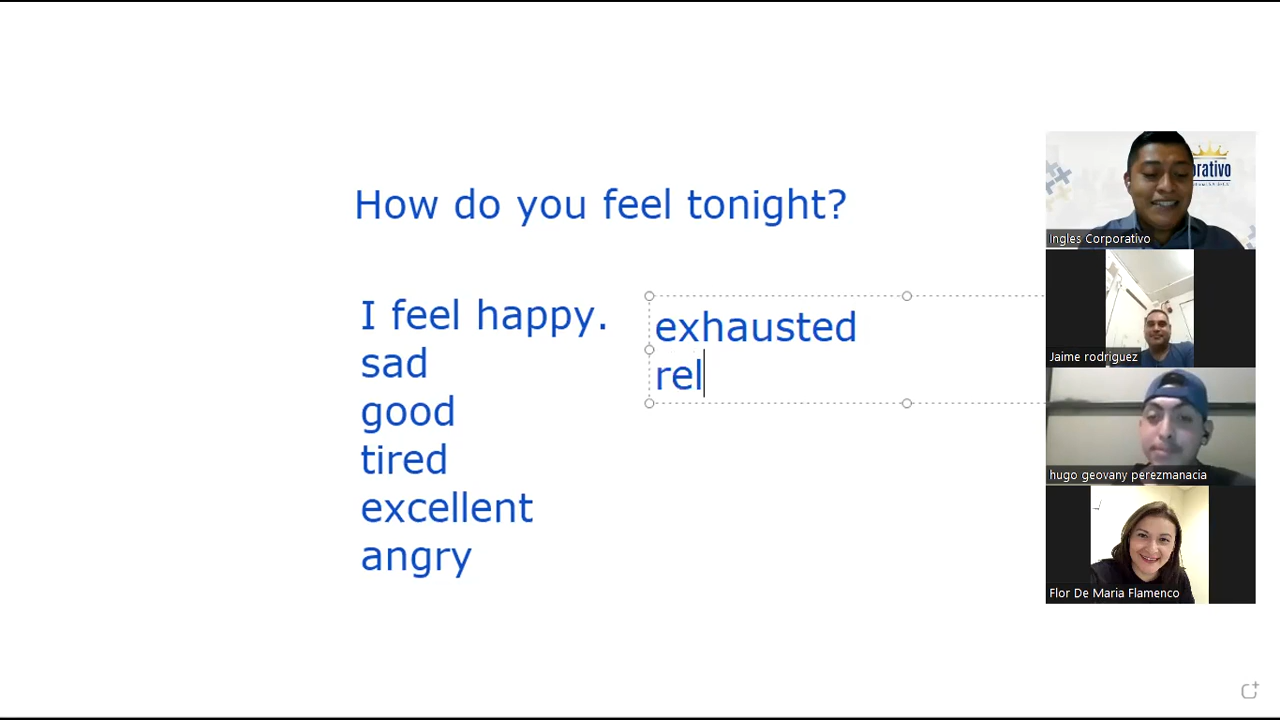 How do you feel tonight?
I feel happy.
sad
good
tired
excellent
angry
exhausted
rel
orativo
Ingles Corporativo
Jaime rodriguez
hugo geovany perezmanacia
Flor De Maria Flamenco